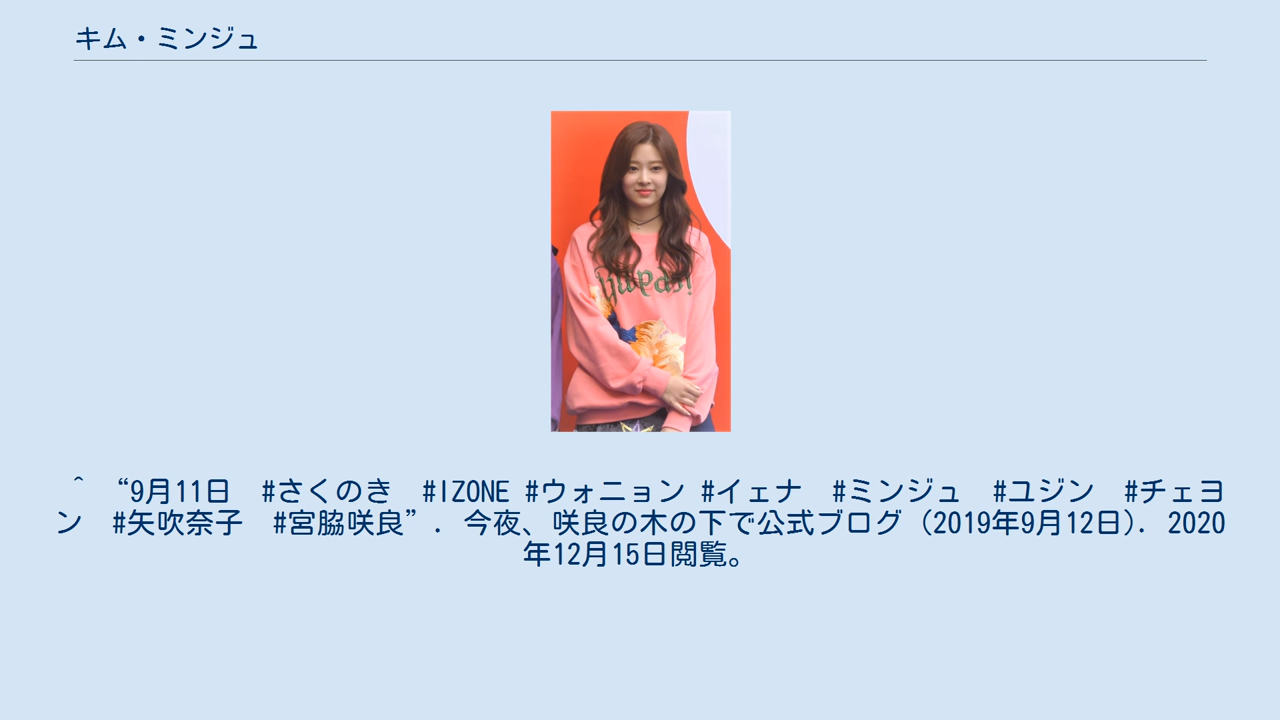 キム・ミンジュ
^ “9月11日　#さくのき　#IZONE #ウォニョン #イェナ　#ミンジュ　#ユジン　#チェヨ
ン　#矢吹奈子　#宮脇咲良”. 今夜、咲良の木の下で公式ブログ (2019年9月12日). 2020
年12月15日閲覧。